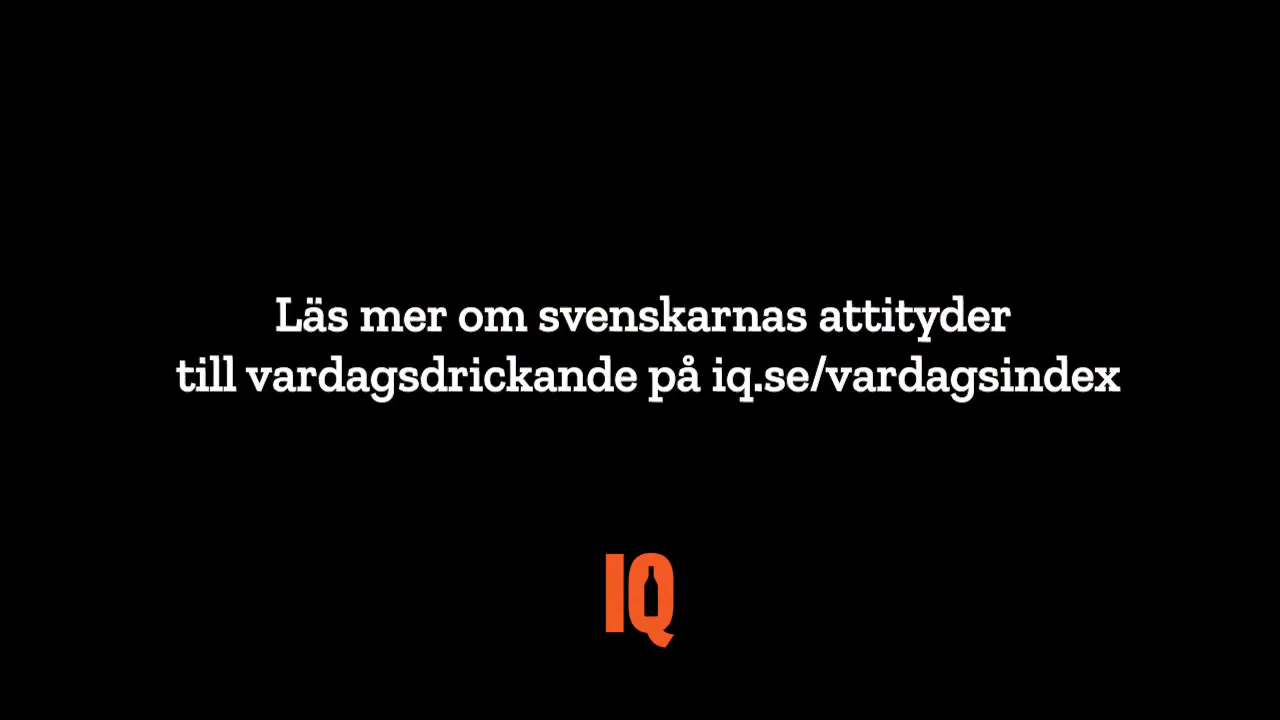 Läs mer om svenskarnas attityder
till vardagsdrickande på iq.se/vardagsindex
IQ